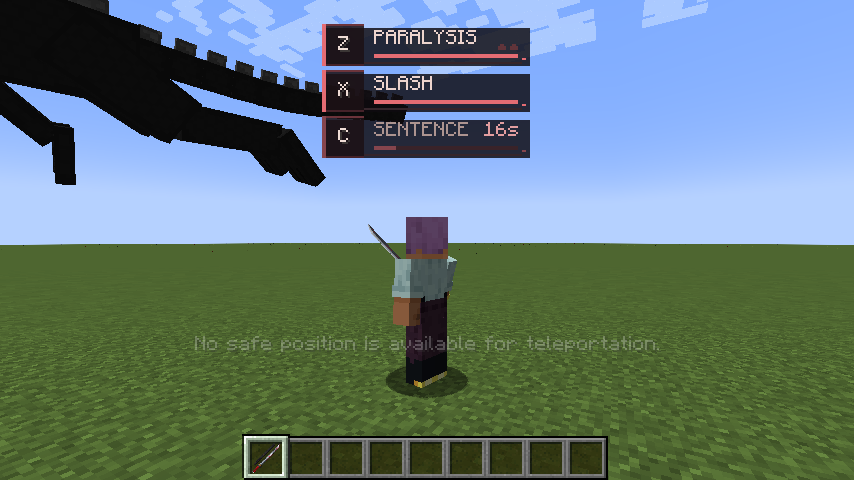 Z PARALYSIS
X SLASH
C SENTENCE 16s
No safe position is available for teleportation.